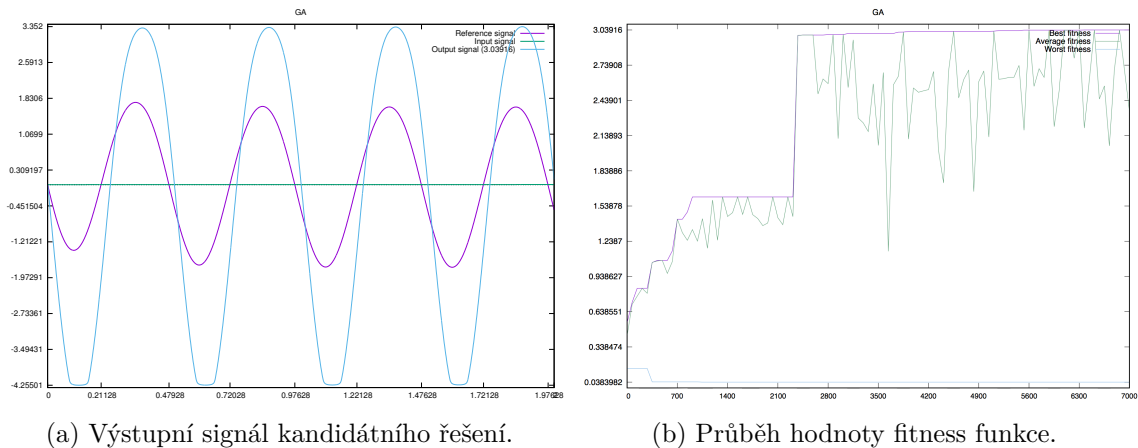 GA
Reference signal
Input signal
Output signal (3.03916)
3.352
2.5913
1.8306
1.0699
0.309197
-0.451504
-1.21221
-1.97291
-2.73361
-3.49431
-4.25501
0 0.21128 0.47928 0.72028 0.97628 1.22128 1.47628 1.72128 1.97628 2
(a) Výstupní signál kandidátního řešení.
GA
Best fitness
Average fitness
Worst fitness
3.03916
2.73908
2.43901
2.13893
1.83886
1.53878
1.2387
0.938627
0.638551
0.338474
0.0383982
0 700 1400 2100 2800 3500 4200 4900 5600 6300 7000
(b) Průběh hodnoty fitness funkce.